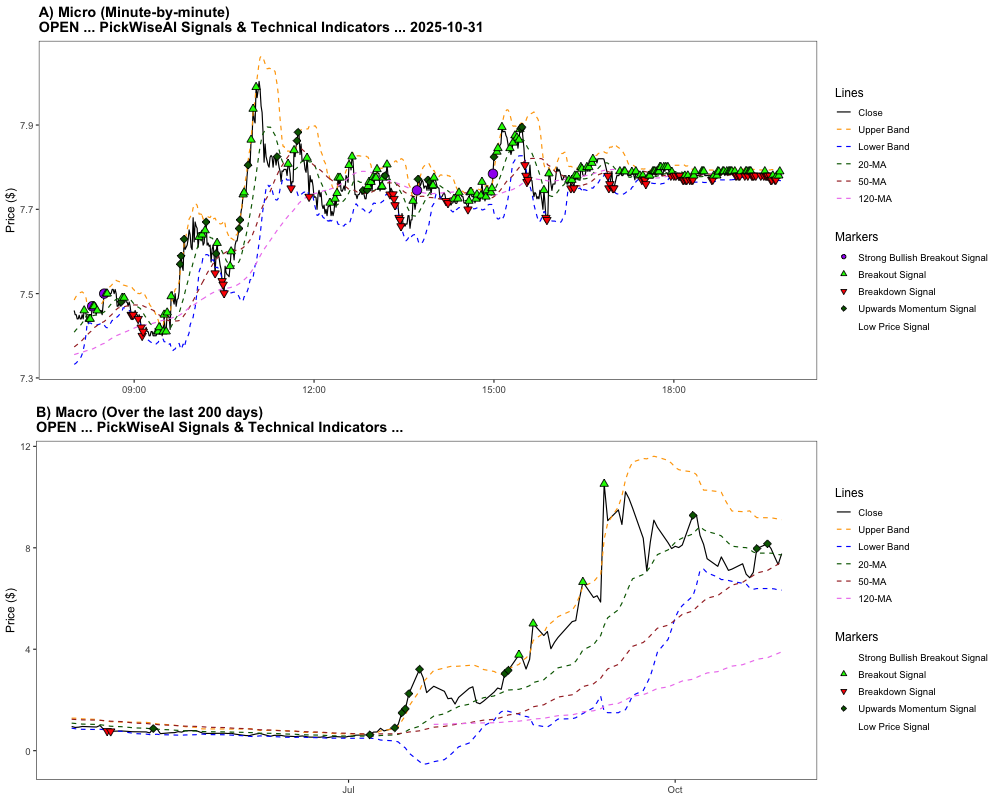 A) Micro (Minute-by-minute)
OPEN ... PickWiseAI Signals & Technical Indicators ... 2025-10-31
Price ($)
7.9
7.7
7.5
7.3
09:00
12:00
15:00
18:00
Lines
Close
Upper Band
Lower Band
20-MA
50-MA
120-MA
Markers
Strong Bullish Breakout Signal
Breakout Signal
Breakdown Signal
Upwards Momentum Signal
Low Price Signal
B) Macro (Over the last 200 days)
OPEN ... PickWiseAI Signals & Technical Indicators ...
Price ($)
12
8
4
0
Jul
Oct
Lines
Close
Upper Band
Lower Band
20-MA
50-MA
120-MA
Markers
Strong Bullish Breakout Signal
Breakout Signal
Breakdown Signal
Upwards Momentum Signal
Low Price Signal